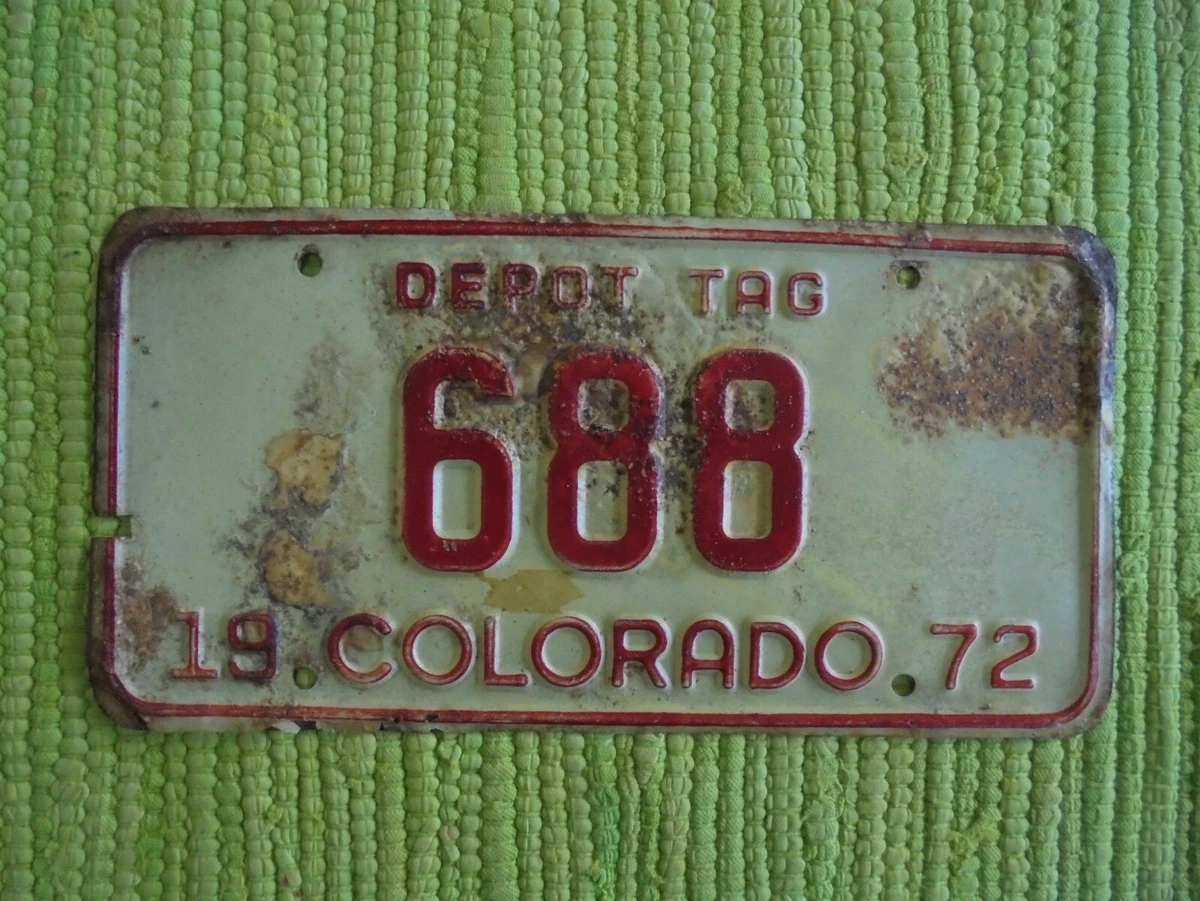 DEPOT TAG
688
19 COLORADO 72